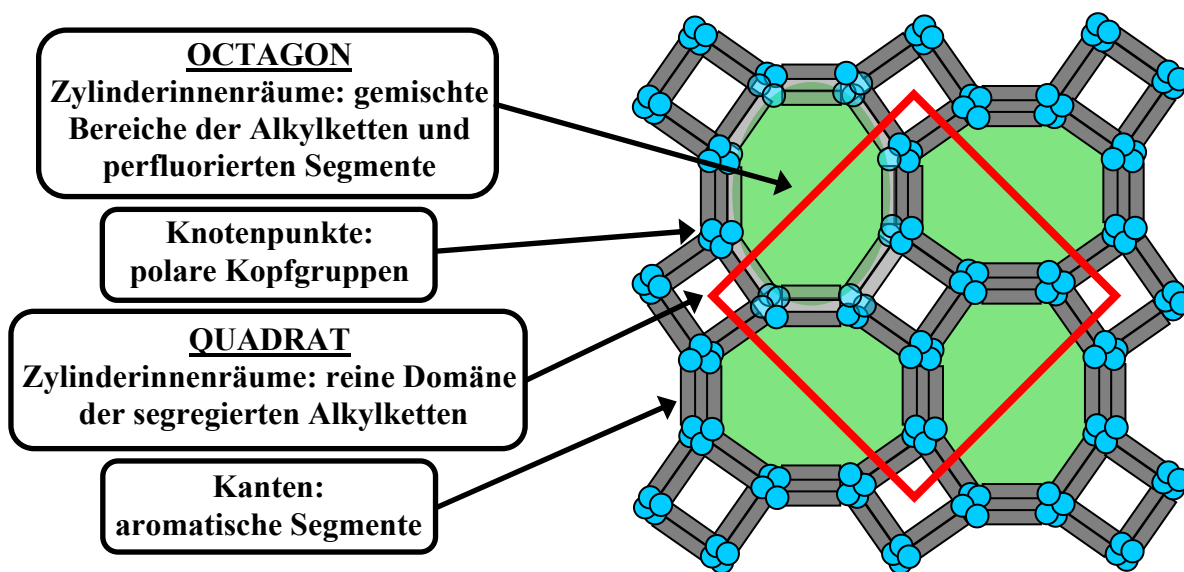 OCTAGON
Zylinderinnenräume: gemischte
Bereiche der Alkylketten und
perfluorierten Segmente
Knotenpunkte:
polare Kopfgruppen
QUADRAT
Zylinderinnenräume: reine Domäne
der segregierten Alkylketten
Kanten:
aromatische Segmente